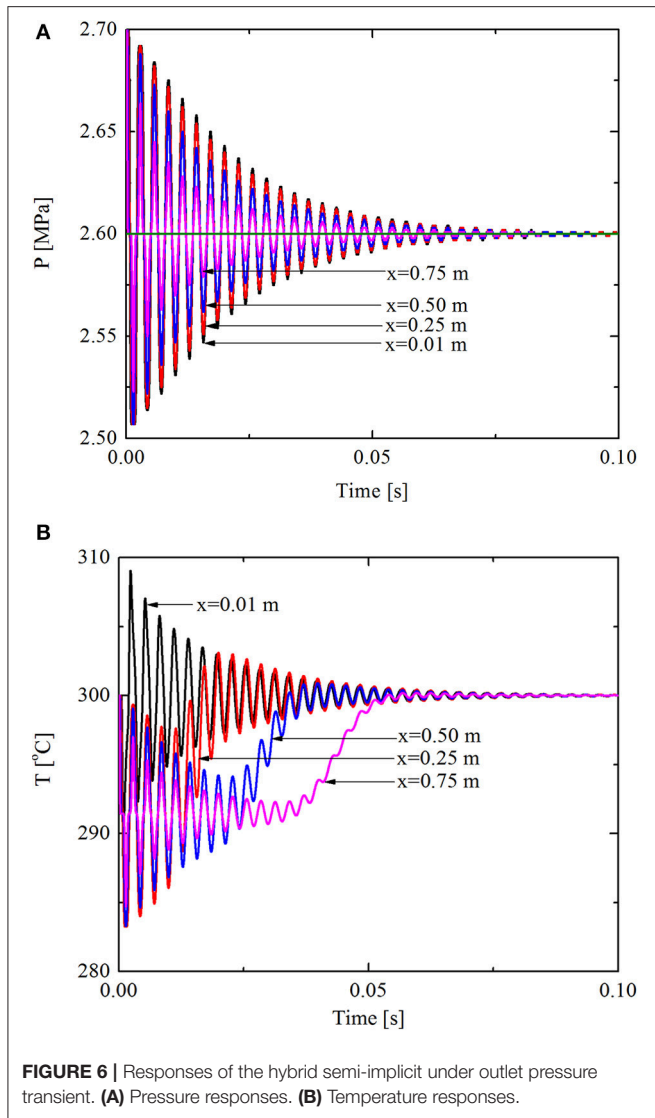 A
2.70
2.65
2.60
2.55
2.50
P [MPa]
x=0.75 m
x=0.50 m
x=0.25 m
x=0.01 m
0.00
0.05
0.10
Time [s]
B
310
300
290
280
T [°C]
x=0.01 m
x=0.50 m
x=0.25 m
x=0.75 m
0.00
0.05
0.10
Time [s]
FIGURE 6 | Responses of the hybrid semi-implicit under outlet pressure
transient. (A) Pressure responses. (B) Temperature responses.